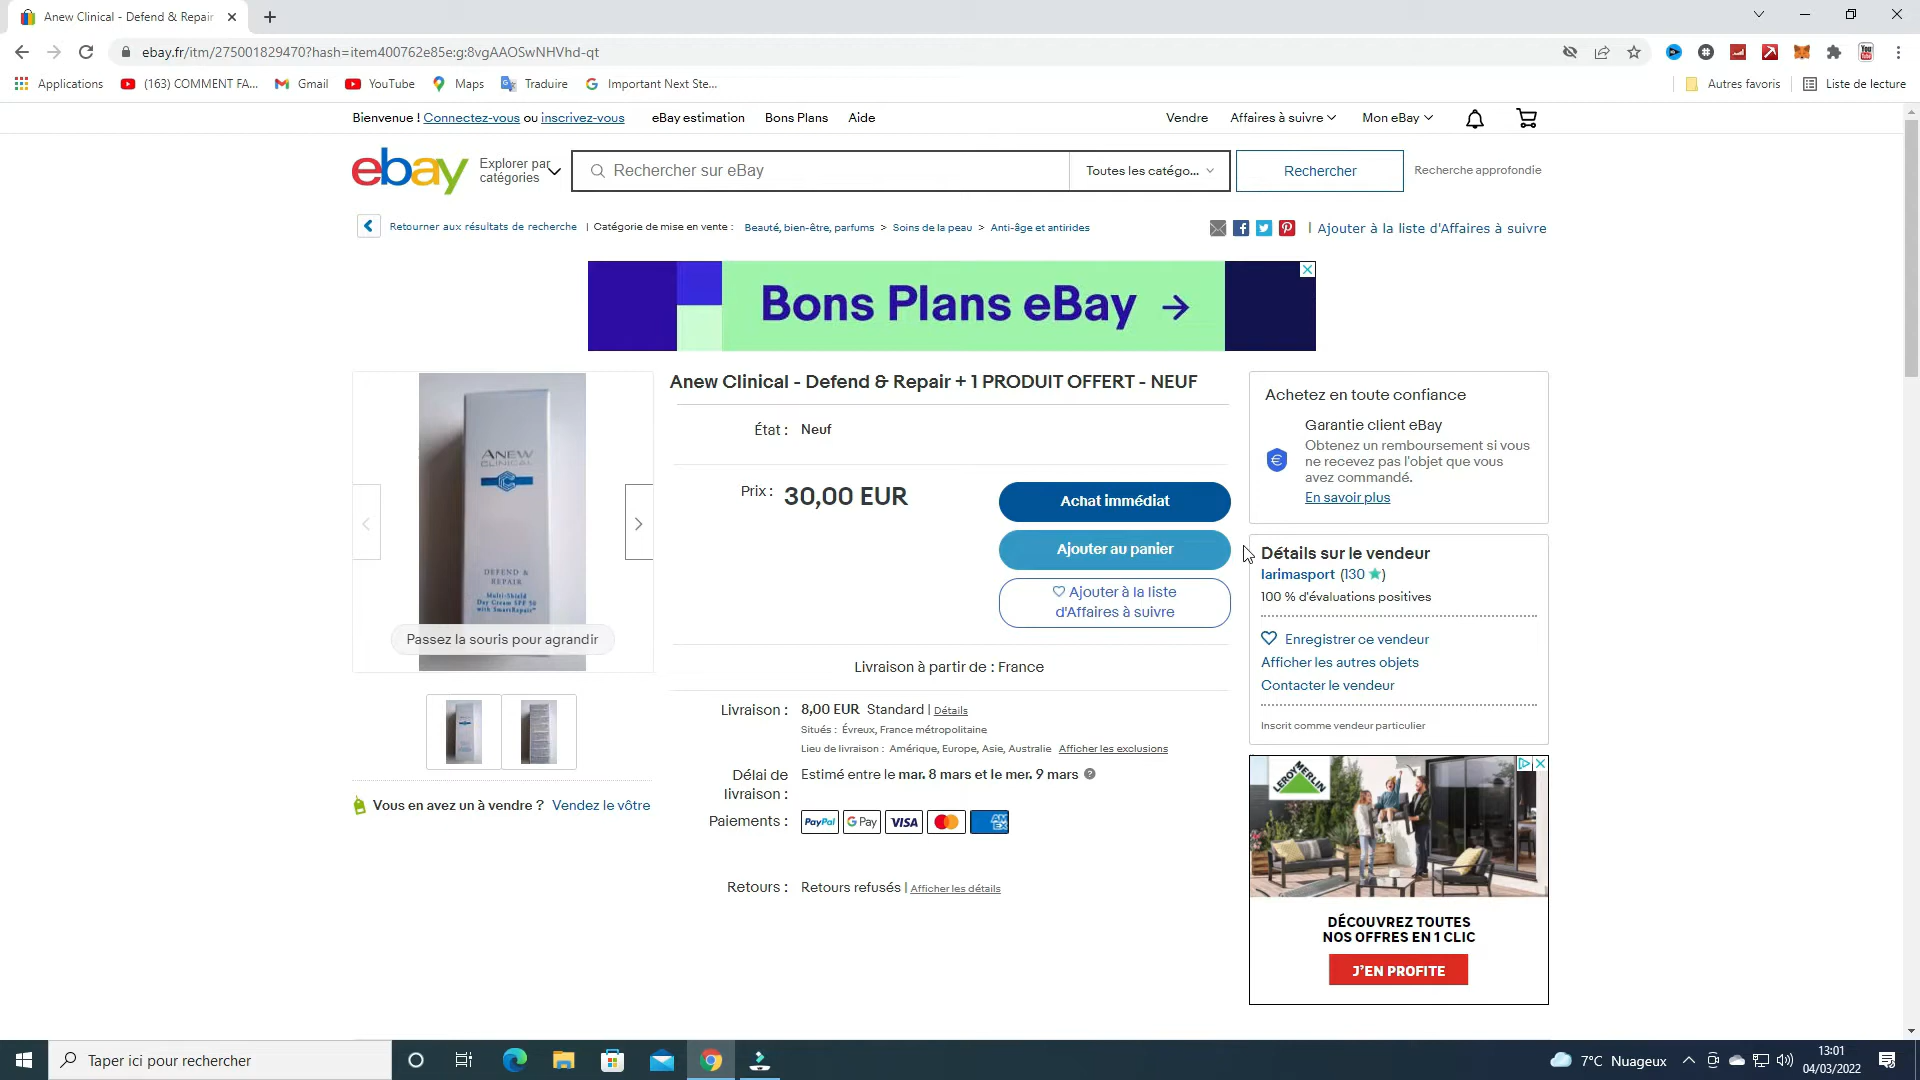 Anew Clinical - Defend & Repair
ebay.fr/itm/275001829470?hash=item400762e85e:g:8vgAAOSwNHVhd-qt
Applications (163) COMMENT FA... Gmail YouTube Maps Traduire Important Next Ste... Autres favoris Liste de lecture
Bienvenue ! Connectez-vous ou inscrivez-vous eBay estimation Bons Plans Aide Vendre Affaires à suivre Mon eBay
ebay Explorer par catégories Rechercher sur eBay Toutes les catégo... Rechercher Recherche approfondie
Retourner aux résultats de recherche | Catégorie de mise en vente : Beauté, bien-être, parfums > Soins de la peau > Anti-âge et antirides | Ajouter à la liste d'Affaires à suivre
Bons Plans eBay →
ANEW
CLINICAL
DEFEND &
REPAIR
Multi-Shield
Day Cream SPF 50
with SmartRepair™
Passez la souris pour agrandir
Vous en avez un à vendre ? Vendez le vôtre
Anew Clinical - Defend & Repair + 1 PRODUIT OFFERT - NEUF
État : Neuf
Prix : 30,00 EUR
Achat immédiat
Ajouter au panier
Ajouter à la liste
d'Affaires à suivre
Livraison à partir de : France
Livraison : 8,00 EUR Standard | Détails
Situés : Évreux, France métropolitaine
Lieu de livraison : Amérique, Europe, Asie, Australie Afficher les exclusions
Délai de livraison : Estimé entre le mar. 8 mars et le mer. 9 mars
Paiements : PayPal G Pay VISA AM EX
Retours : Retours refusés | Afficher les détails
Achetez en toute confiance
Garantie client eBay
Obtenez un remboursement si vous
ne recevez pas l'objet que vous
avez commandé.
En savoir plus
Détails sur le vendeur
larimasport (130)
100 % d'évaluations positives
Enregistrer ce vendeur
Afficher les autres objets
Contacter le vendeur
Inscrit comme vendeur particulier
LEROY MERLIN
DÉCOUVREZ TOUTES
NOS OFFRES EN 1 CLIC
J'EN PROFITE
Taper ici pour rechercher
7°C Nuageux
13:01
04/03/2022